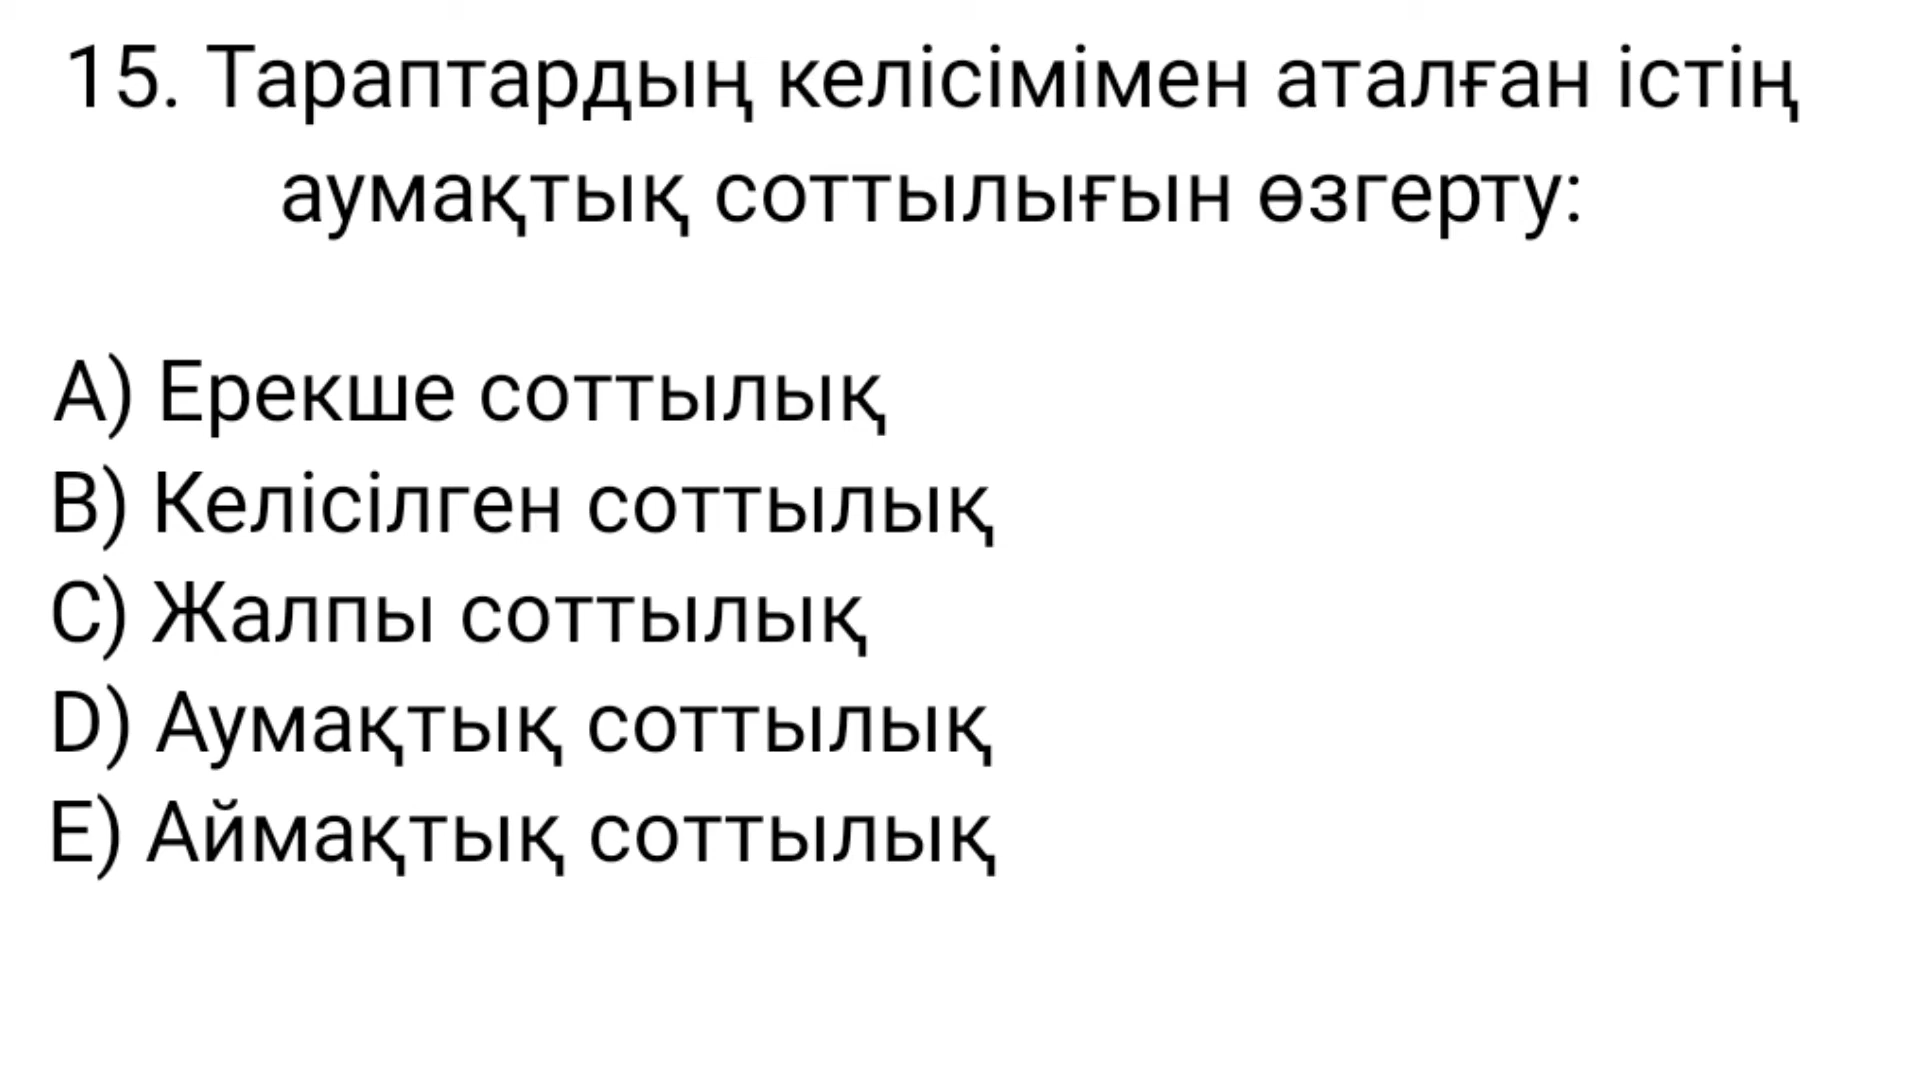 15. Тараптардың келісімімен аталған істің
аумақтық соттылығын өзгерту:
A) Ерекше соттылық
B) Келісілген соттылық
C) Жалпы соттылық
D) Аумақтық соттылық
E) Аймақтық соттылық